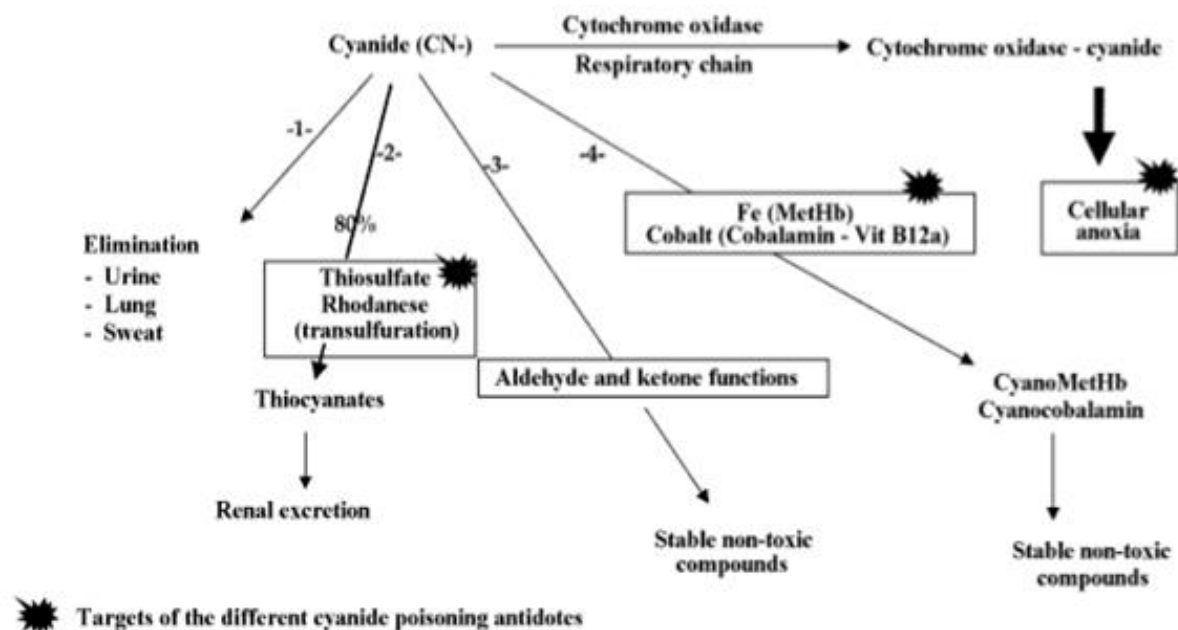 Cytochrome oxidase
Cyanide (CN-)
Cytochrome oxidase - cyanide
Respiratory chain
-1-
-2-
-3-
-4-
80%
Elimination
- Urine
- Lung
- Sweat
Thiosulfate
Rhodanese
(transulfuration)
Thiocyanates
Renal excretion
Aldehyde and ketone functions
Stable non-toxic
compounds
Fe (MetHb)
Cobalt (Cobalamin - Vit B12a)
CyanoMetHb
Cyanocobalamin
Stable non-toxic
compounds
Cellular
anoxia
Targets of the different cyanide poisoning antidotes